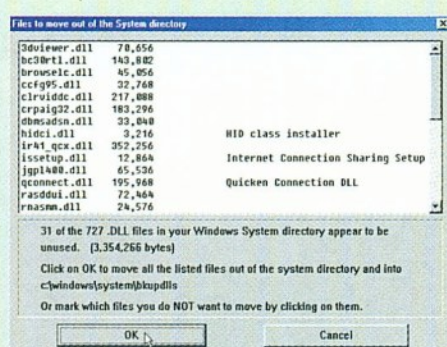 Files to move out of the System directory
3dviewer.dll 70,656
bc30rtl.dll 143,802
browselc.dll 45,056
ccfg95.dll 32,768
clrviddc.dll 217,088
crpaig32.dll 183,296
dbmsadsn.dll 33,040
hidci.dll 3,216 HID class installer
ir41_qcx.dll 352,256
issetup.dll 12,864 Internet Connection Sharing Setup
jgpl400.dll 65,536
qconnect.dll 195,968 Quicken Connection DLL
rasddui.dll 72,464
rnasmm.dll 24,576
31 of the 727 .DLL files in your Windows System directory appear to be
unused. (3,354,266 bytes)
Click on OK to move all the listed files out of the system directory and into
c:\windows\system\bkupdlls
Or mark which files you do NOT want to move by clicking on them.
OK Cancel